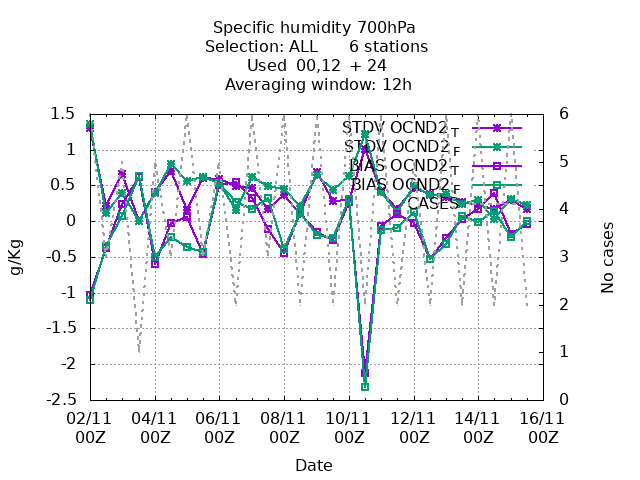 Specific humidity 700hPa
Selection: ALL 6 stations
Used 00,12 + 24
Averaging window: 12h
1.5
1
0.5
0
-0.5
-1
-1.5
-2
-2.5
6
5
4
3
2
1
0
STDV OCND2_T
STDV OCND2_F
BIAS OCND2_T
BIAS OCND2_F
CASES
g/Kg
No cases
02/11 04/11 06/11 08/11 10/11 12/11 14/11 16/11
00Z 00Z 00Z 00Z 00Z 00Z 00Z 00Z
Date